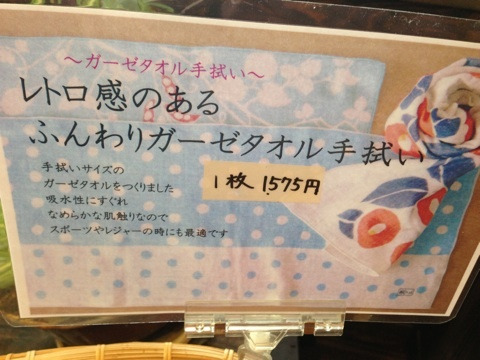 ～ガーゼタオル手拭い～
レトロ感のある
ふんわりガーゼタオル手拭い
手拭いサイズの
ガーゼタオルをつくりました
吸水性にすぐれ
なめらかな肌触りなので
スポーツやレジャーの時にも最適です
1枚 1,575円